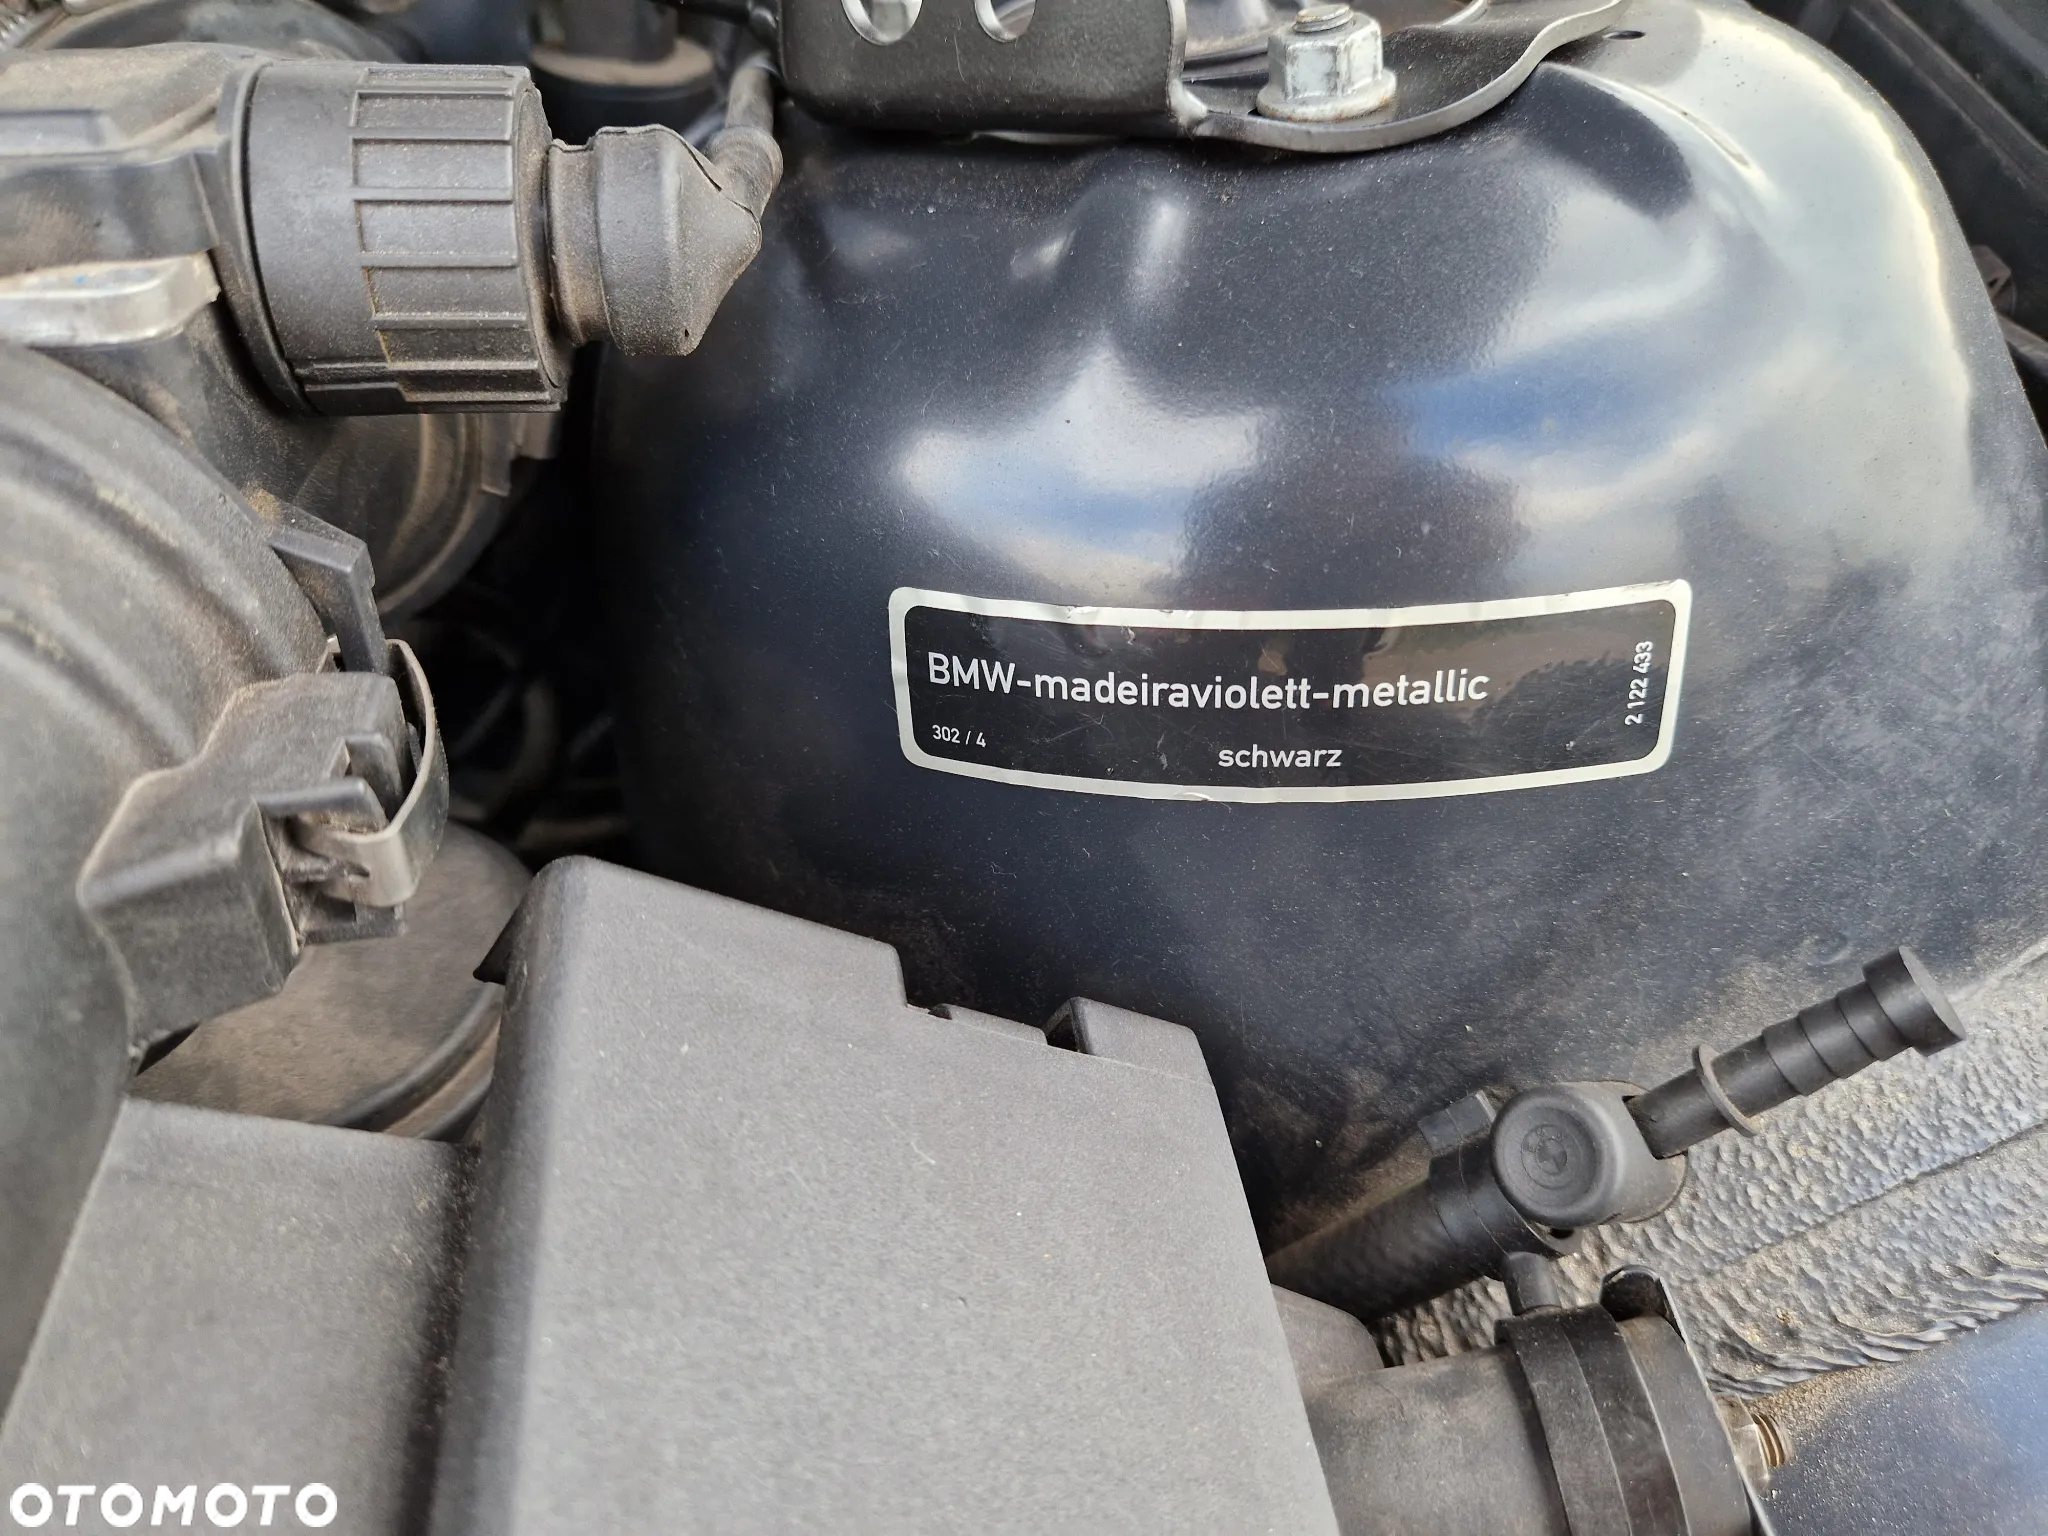 BMW-madeiraviolett-metallic
302 / 4
schwarz
2 122 433
OTOMOTO